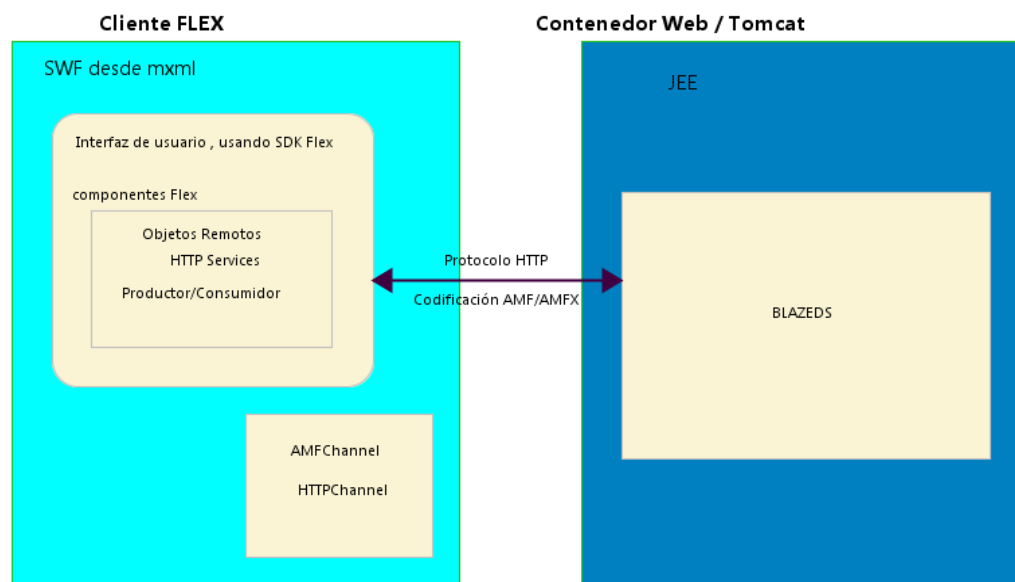 Cliente FLEX
Contenedor Web / Tomcat
SWF desde mxml
JEE
Interfaz de usuario , usando SDK Flex
componentes Flex
Objetos Remotos
HTTP Services
Productor/Consumidor
Protocolo HTTP
Codificación AMF/AMFX
BLAZEDS
AMFChannel
HTTPChannel